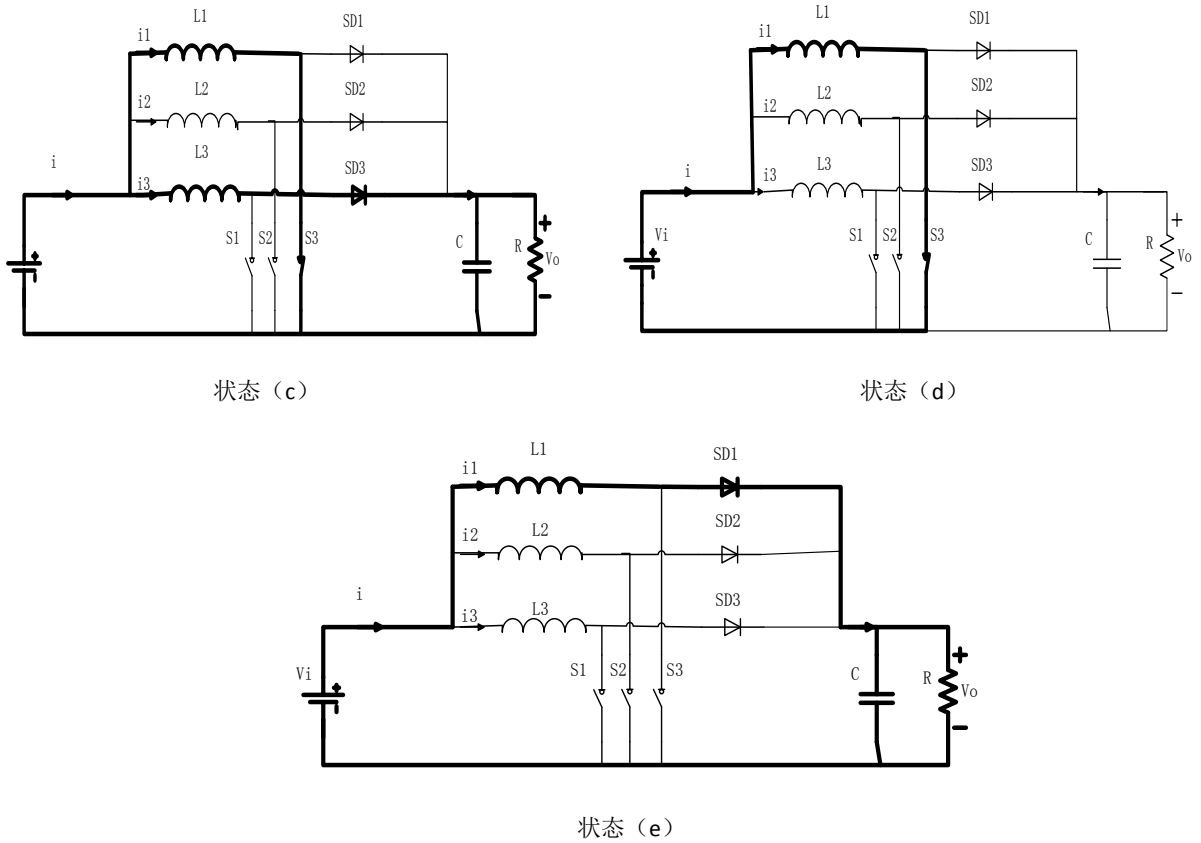 L1
SD1
i1
L2
SD2
i2
L3
SD3
i
i3
S1
S2
S3
C
R
Vo
状态（c）
L1
SD1
i1
L2
SD2
i2
L3
SD3
i
i3
Vi
S1
S2
S3
C
R
Vo
状态（d）
L1
SD1
i1
L2
SD2
i2
L3
SD3
i
i3
Vi
S1
S2
S3
C
R
Vo
状态（e）